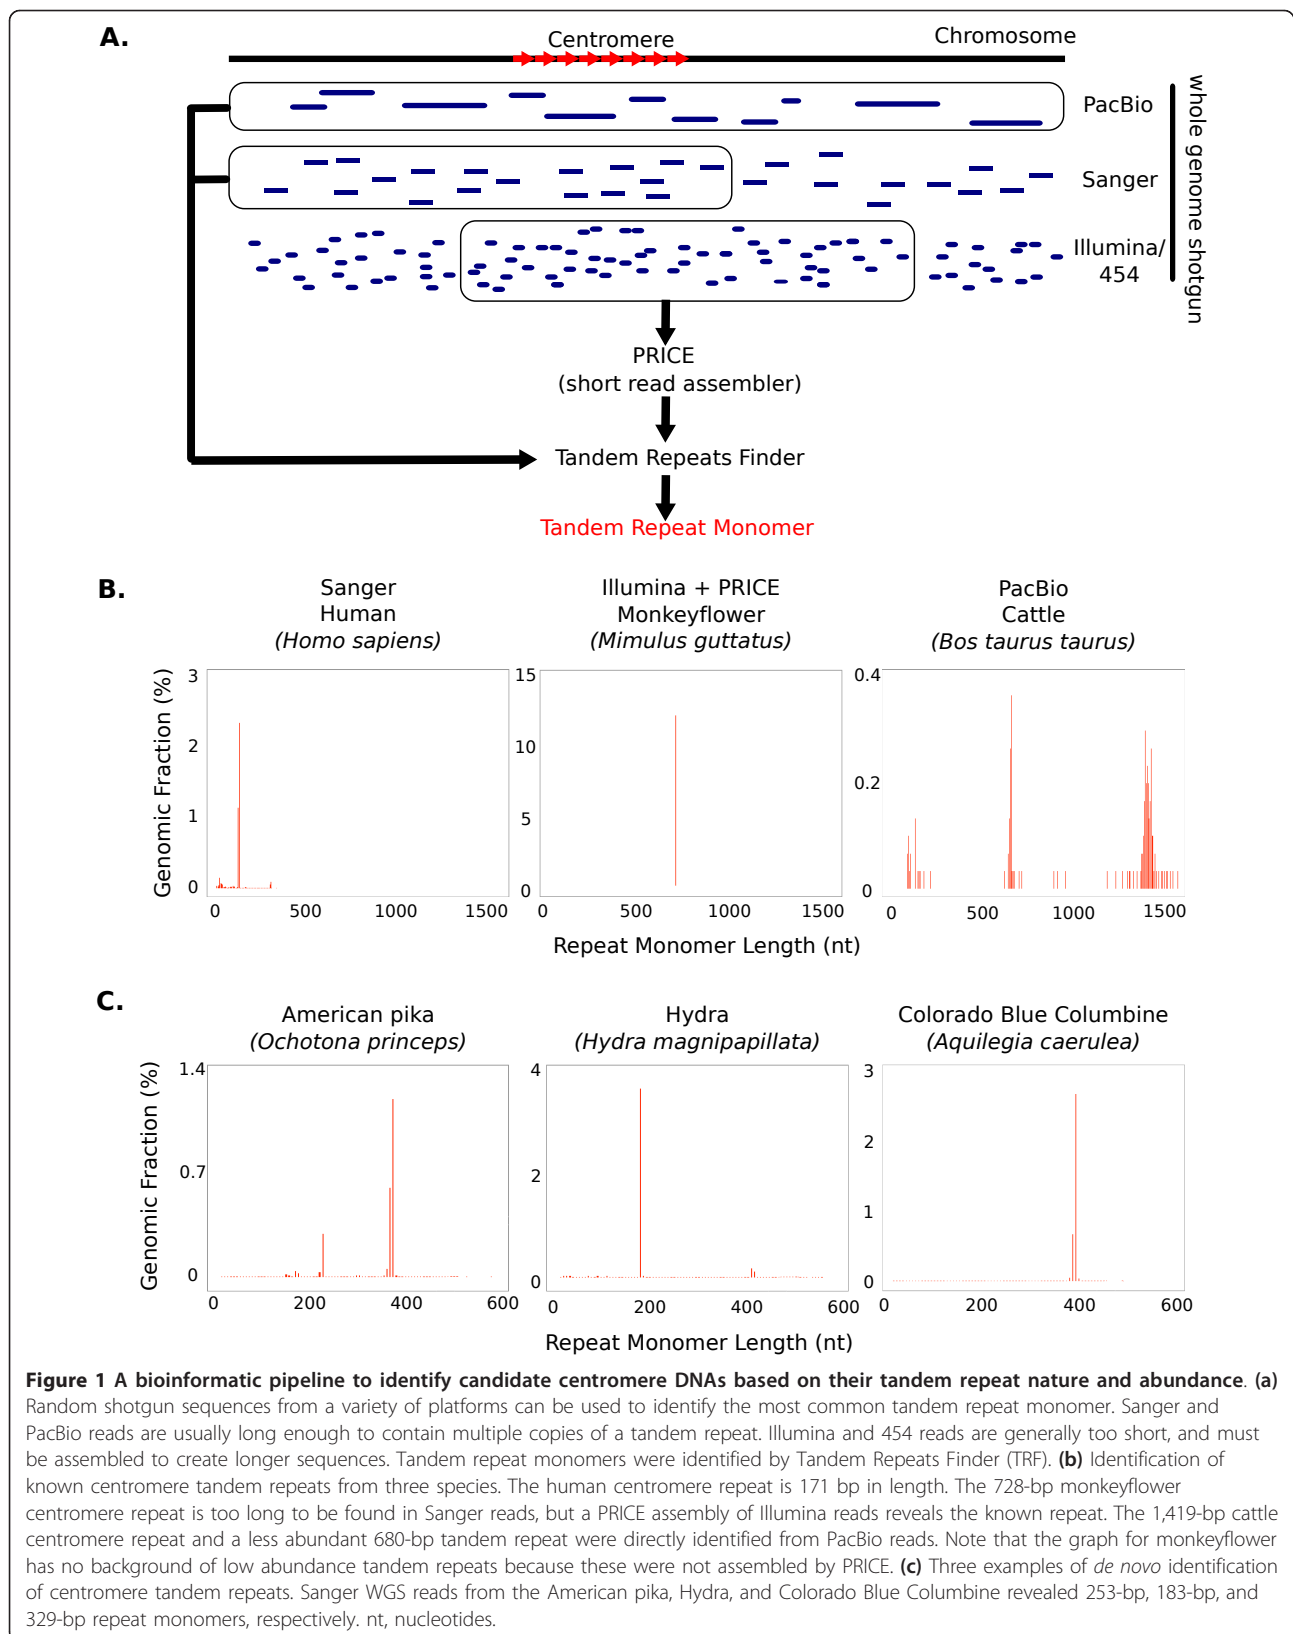 A.
Centromere
Chromosome
PacBio
Sanger
Illumina/
454
whole genome shotgun
PRICE
(short read assembler)
Tandem Repeats Finder
Tandem Repeat Monomer
B.
Sanger
Human
(Homo sapiens)
Illumina + PRICE
Monkeyflower
(Mimulus guttatus)
PacBio
Cattle
(Bos taurus taurus)
Genomic Fraction (%)
3
2
1
0
0 500 1000 1500
15
10
5
0
0 500 1000 1500
0.4
0.2
0
0 500 1000 1500
Repeat Monomer Length (nt)
C.
American pika
(Ochotona princeps)
Hydra
(Hydra magnipapillata)
Colorado Blue Columbine
(Aquilegia caerulea)
Genomic Fraction (%)
1.4
0.7
0
0 200 400 600
4
2
0
0 200 400 600
3
2
1
0
0 200 400 600
Repeat Monomer Length (nt)
Figure 1 A bioinformatic pipeline to identify candidate centromere DNAs based on their tandem repeat nature and abundance. (a)
Random shotgun sequences from a variety of platforms can be used to identify the most common tandem repeat monomer. Sanger and
PacBio reads are usually long enough to contain multiple copies of a tandem repeat. Illumina and 454 reads are generally too short, and must
be assembled to create longer sequences. Tandem repeat monomers were identified by Tandem Repeats Finder (TRF). (b) Identification of
known centromere tandem repeats from three species. The human centromere repeat is 171 bp in length. The 728-bp monkeyflower
centromere repeat is too long to be found in Sanger reads, but a PRICE assembly of Illumina reads reveals the known repeat. The 1,419-bp cattle
centromere repeat and a less abundant 680-bp tandem repeat were directly identified from PacBio reads. Note that the graph for monkeyflower
has no background of low abundance tandem repeats because these were not assembled by PRICE. (c) Three examples of de novo identification
of centromere tandem repeats. Sanger WGS reads from the American pika, Hydra, and Colorado Blue Columbine revealed 253-bp, 183-bp, and
329-bp repeat monomers, respectively. nt, nucleotides.